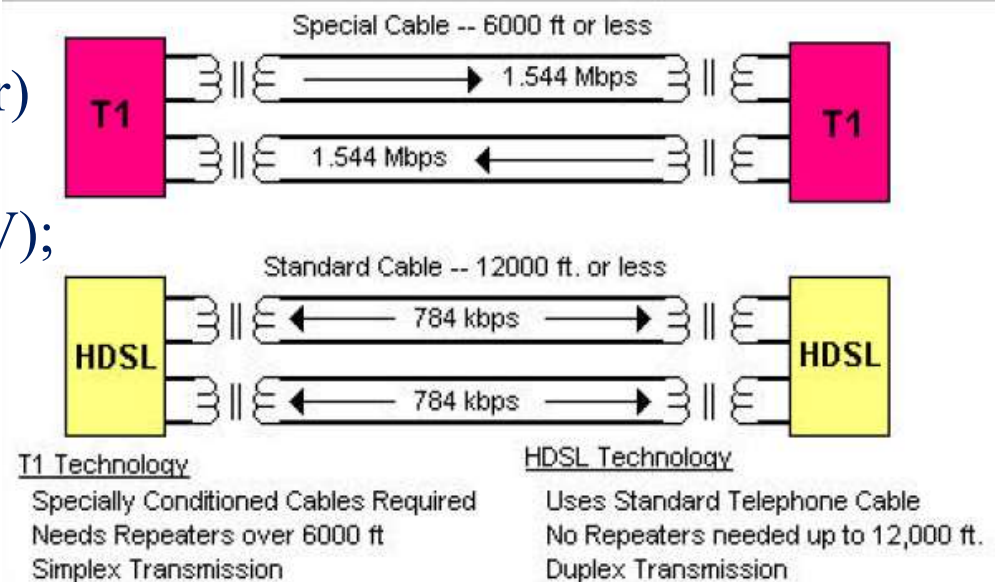 Special Cable -- 6000 ft or less
r)
T1
1.544 Mbps
T1
1.544 Mbps
V);
Standard Cable -- 12000 ft. or less
HDSL
784 kbps
HDSL
784 kbps
T1 Technology
Specially Conditioned Cables Required
Needs Repeaters over 6000 ft
Simplex Transmission
HDSL Technology
Uses Standard Telephone Cable
No Repeaters needed up to 12,000 ft.
Duplex Transmission